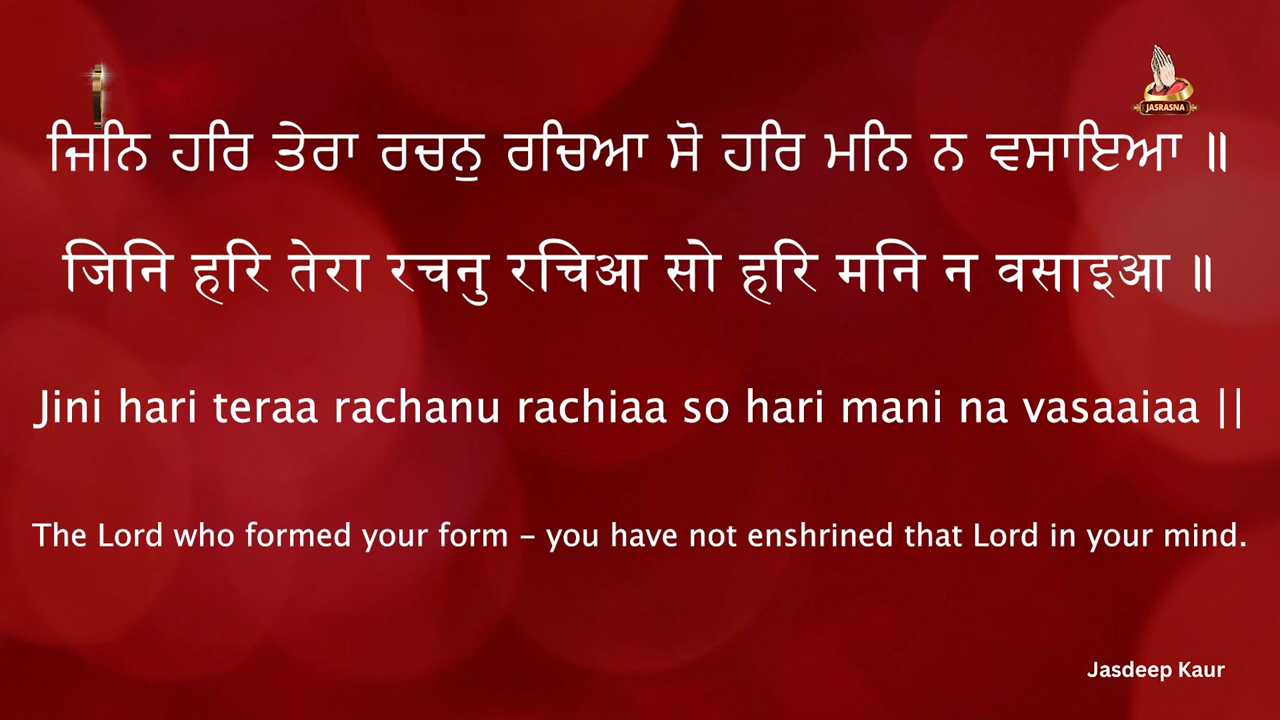 JASRASNA
ਜਿਨਿ ਹਰਿ ਤੇਰਾ ਰਚਨੁ ਰਚਿਆ ਸੋ ਹਰਿ ਮਨਿ ਨ ਵਸਾਇਆ ॥
जिनि हरि तेरा रचनु रचिआ सो हरि मनि न वसाइआ ॥
Jini hari teraa rachanu rachiaa so hari mani na vasaaiaa ||
The Lord who formed your form – you have not enshrined that Lord in your mind.
Jasdeep Kaur